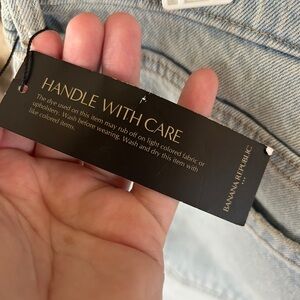 HANDLE WITH CARE
The dye used on this item may rub off on light colored fabric or
upholstery. Wash before wearing. Wash and dry this item with
like colored items.
BANANA REPUBLIC